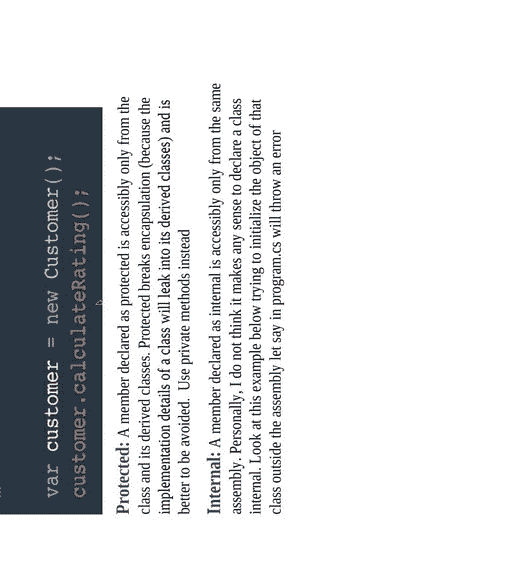 var customer = new Customer();
customer.calculateRating();
Protected: A member declared as protected is accessibly only from the
class and its derived classes. Protected breaks encapsulation (because the
implementation details of a class will leak into its derived classes) and is
better to be avoided. Use private methods instead
Internal: A member declared as internal is accessibly only from the same
assembly. Personally, I do not think it makes any sense to declare a class
internal. Look at this example below trying to initialize the object of that
class outside the assembly let say in program.cs will throw an error